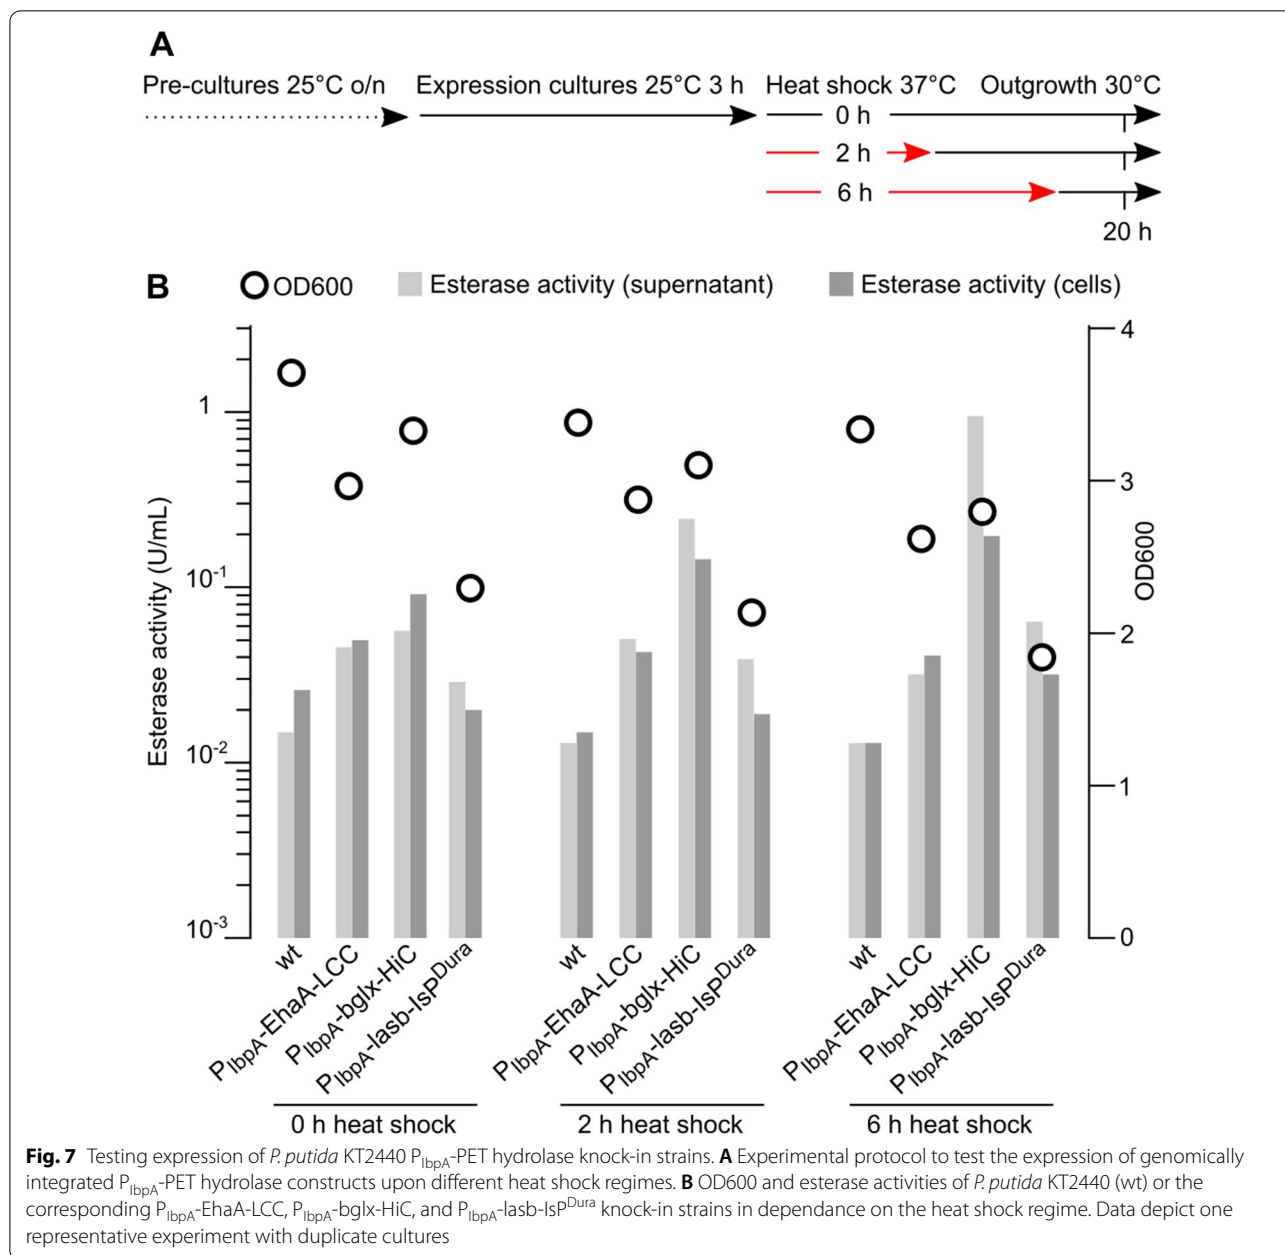 A
Pre-cultures 25°C o/n Expression cultures 25°C 3 h Heat shock 37°C Outgrowth 30°C
0 h
2 h
6 h
20 h
B OD600 Esterase activity (supernatant) Esterase activity (cells)
Esterase activity (U/mL)
1
10-1
10-2
10-3
OD600
4
3
2
1
0
wt
PIbpA-EhaA-LCC
PIbpA-bglx-HiC
PIbpA-lasb-IsPDura
wt
PIbpA-EhaA-LCC
PIbpA-bglx-HiC
PIbpA-lasb-IsPDura
wt
PIbpA-EhaA-LCC
PIbpA-bglx-HiC
PIbpA-lasb-IsPDura
0 h heat shock 2 h heat shock 6 h heat shock
Fig. 7 Testing expression of P. putida KT2440 PIbpA-PET hydrolase knock-in strains. A Experimental protocol to test the expression of genomically
integrated PIbpA-PET hydrolase constructs upon different heat shock regimes. B OD600 and esterase activities of P. putida KT2440 (wt) or the
corresponding PIbpA-EhaA-LCC, PIbpA-bglx-HiC, and PIbpA-lasb-IsPDura knock-in strains in dependance on the heat shock regime. Data depict one
representative experiment with duplicate cultures